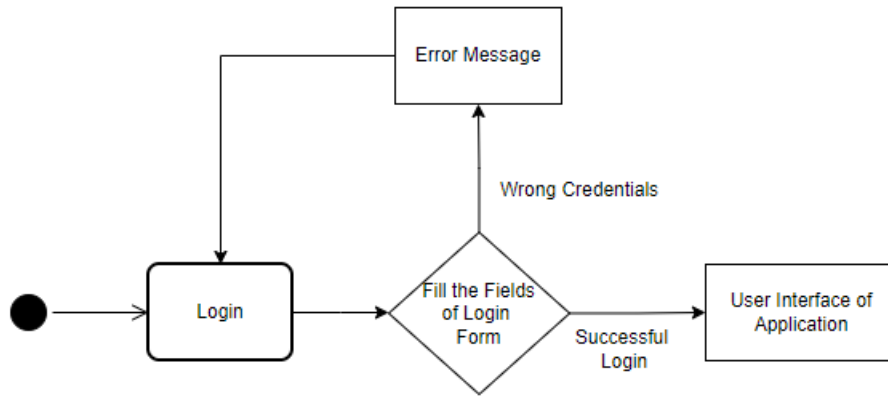 Error Message
Wrong Credentials
Login
Fill the Fields
of Login
Form
Successful
Login
User Interface of
Application